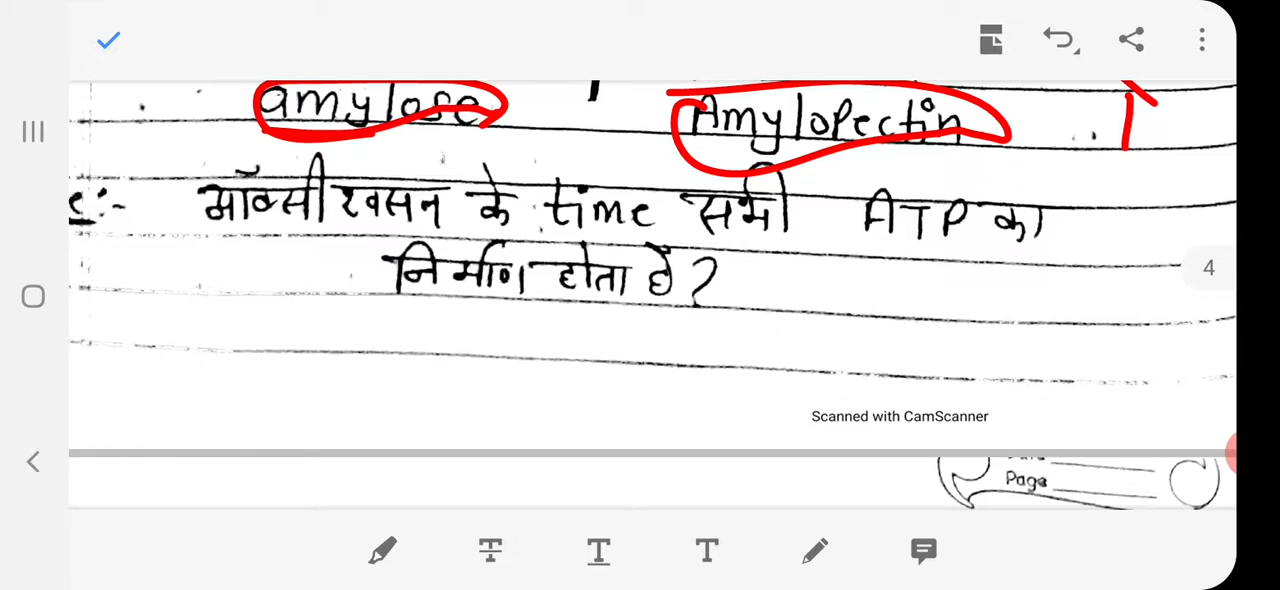 amylose Amylopectin
e:- ऑक्सीश्वसन के time सभी ATP का
निर्माण होता है?
4
Scanned with CamScanner
Page